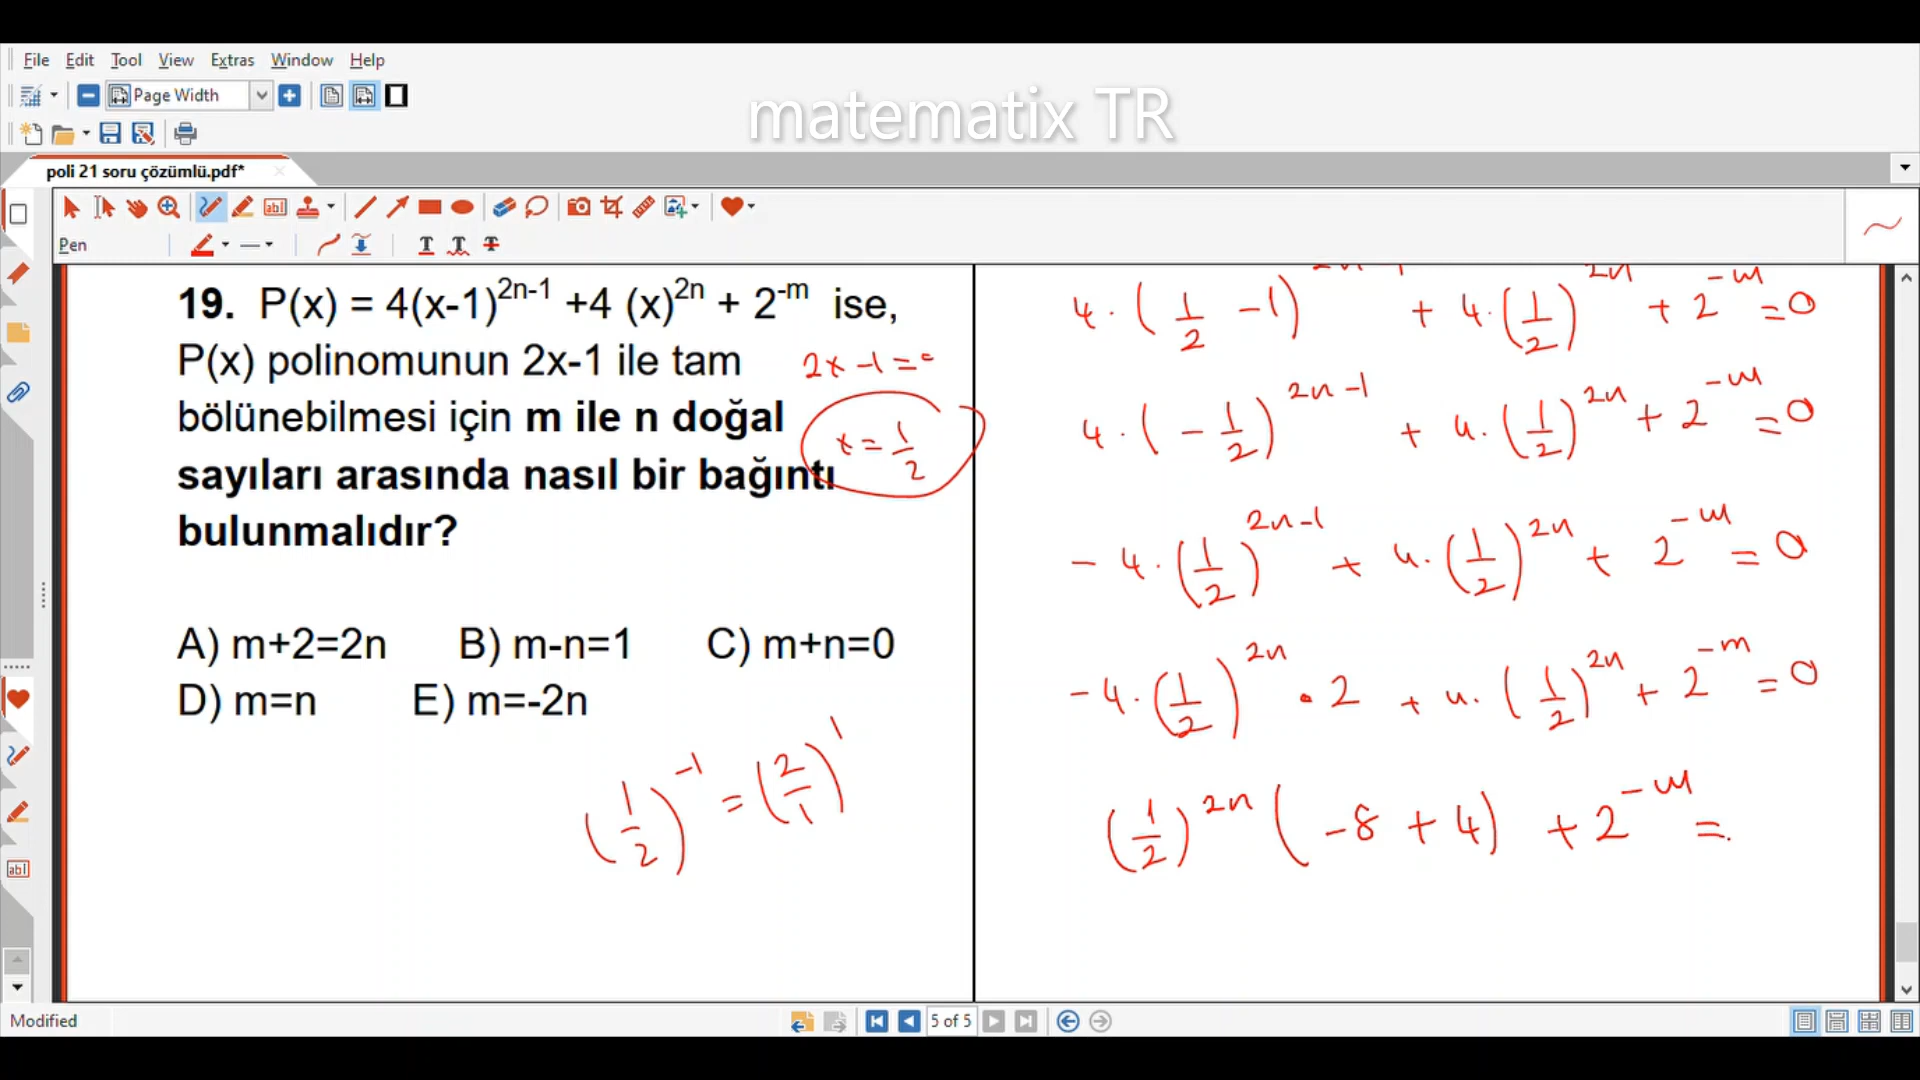 File Edit Tool View Extras Window Help
Page Width
matematix TR
poli 21 soru çözümlü.pdf*
Pen
19. P(x) = 4(x-1)^2n-1 +4 (x)^2n + 2^-m ise,
P(x) polinomunun 2x-1 ile tam
bölünebilmesi için m ile n doğal
sayıları arasında nasıl bir bağıntı
bulunmalıdır?
A) m+2=2n B) m-n=1 C) m+n=0
D) m=n E) m=-2n
2x-1=0
x=1/2
(1/2)^-1 = (2/1)^1
4.(1/2 -1)^2n-1 + 4.(1/2)^2n + 2^-m =0
4.(-1/2)^2n-1 + 4.(1/2)^2n + 2^-m =0
-4.(1/2)^2n-1 + 4.(1/2)^2n + 2^-m =0
-4.(1/2)^2n . 2 + 4.(1/2)^2n + 2^-m =0
(1/2)^2n (-8+4) +2^-m =
Modified
5 of 5